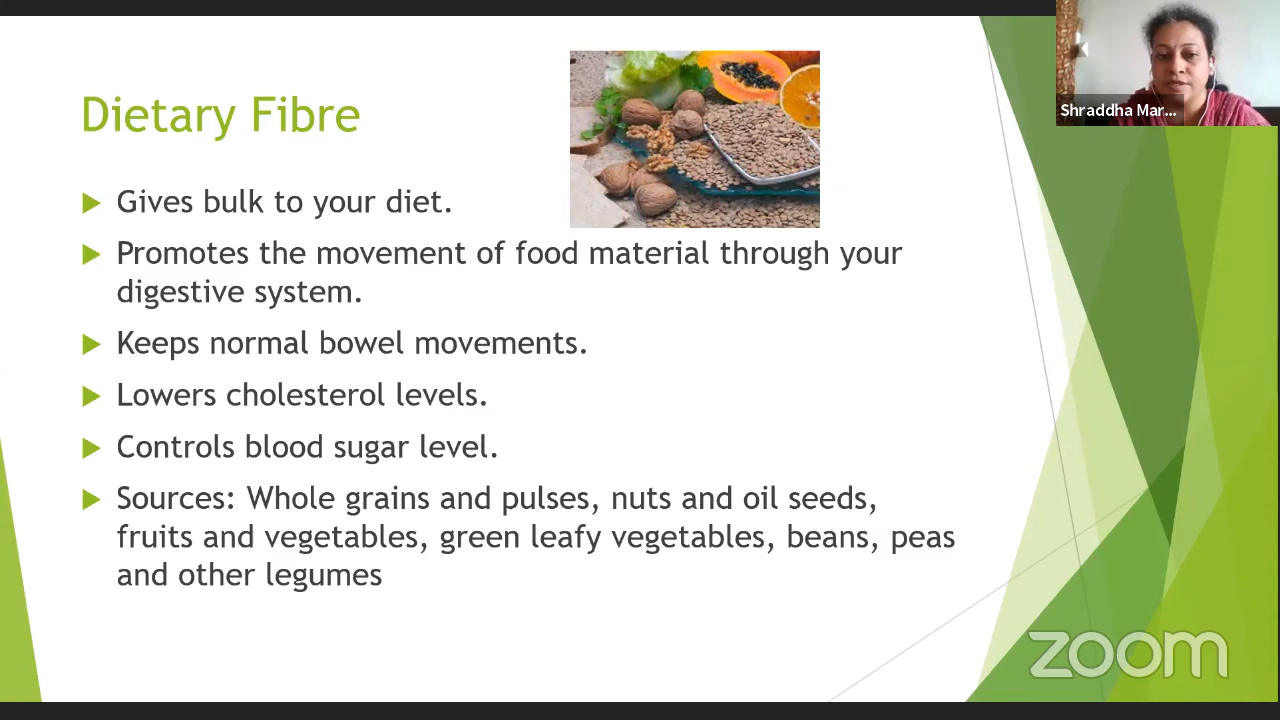 Dietary Fibre
Gives bulk to your diet.
Promotes the movement of food material through your
digestive system.
Keeps normal bowel movements.
Lowers cholesterol levels.
Controls blood sugar level.
Sources: Whole grains and pulses, nuts and oil seeds,
fruits and vegetables, green leafy vegetables, beans, peas
and other legumes
Shraddha Mar...
zoom